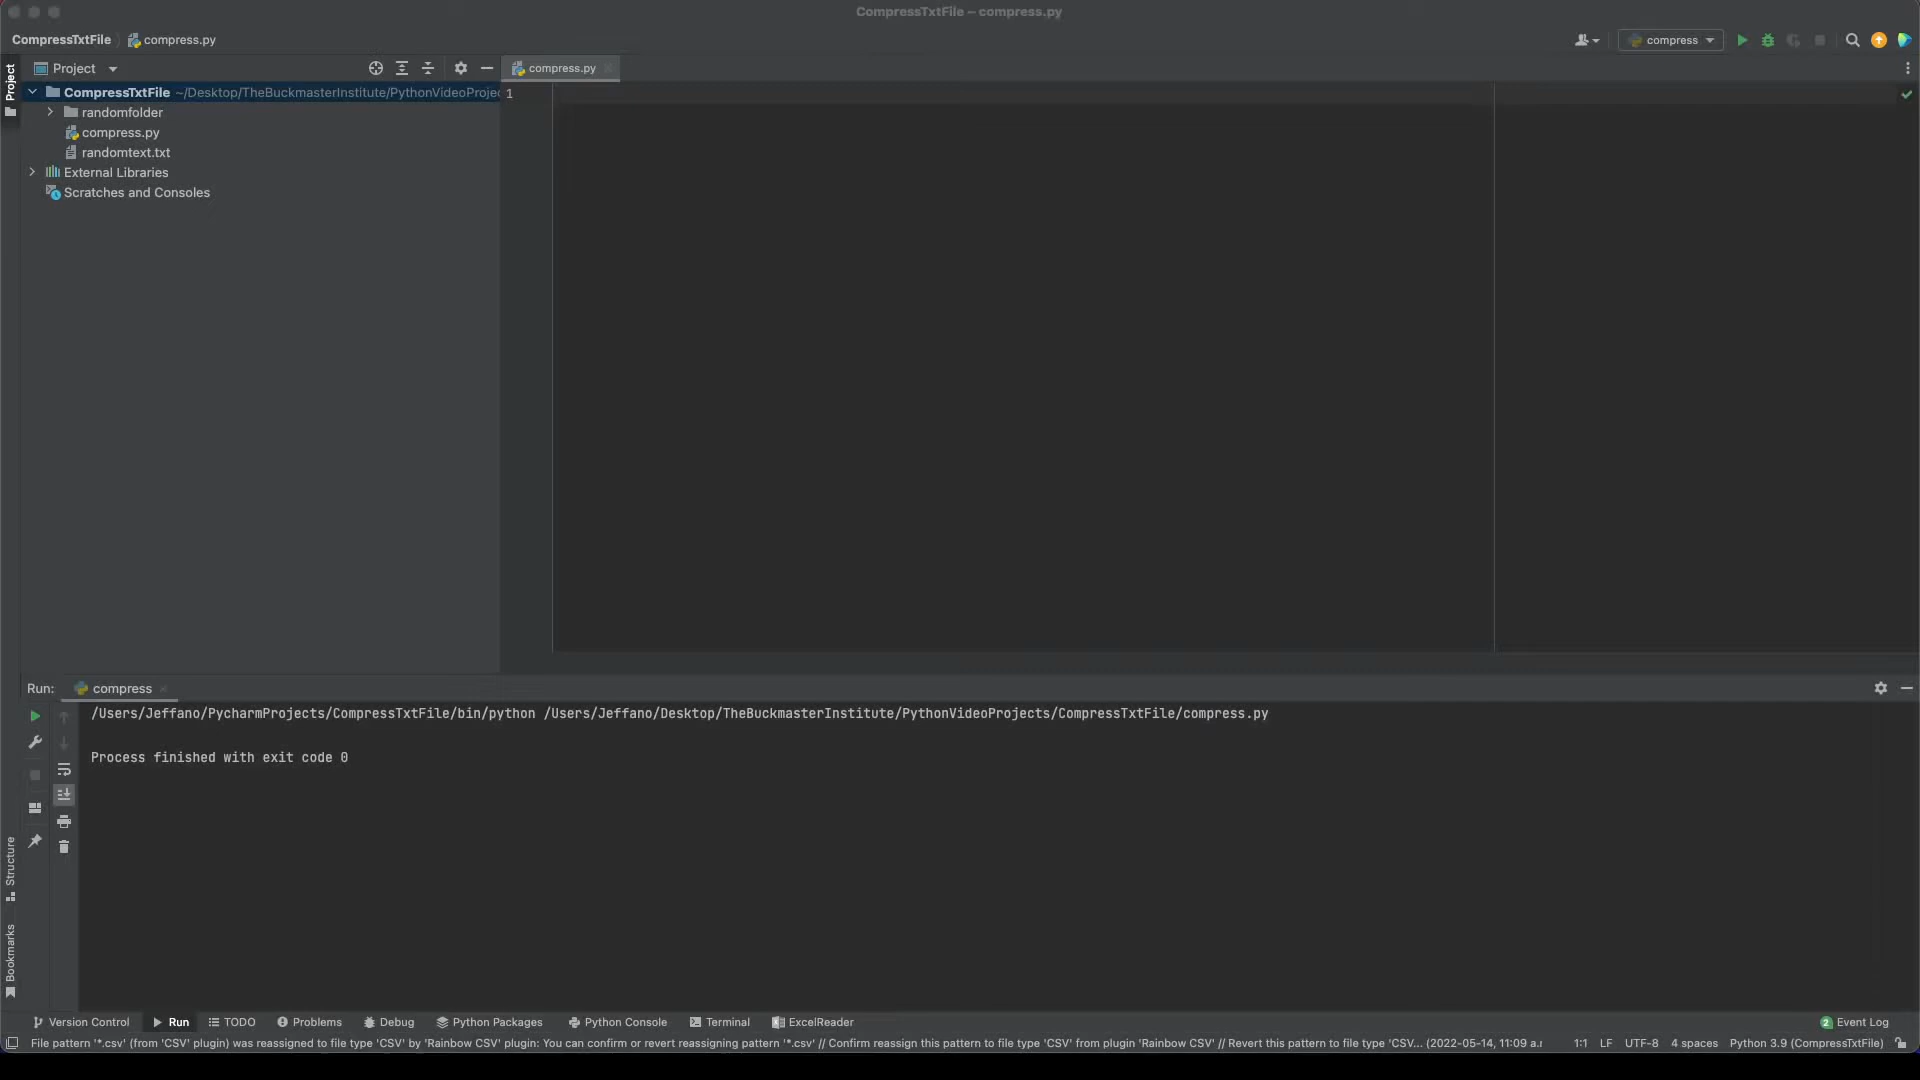 CompressTxtFile – compress.py
CompressTxtFile compress.py
compress
Project
Project
compress.py
CompressTxtFile ~/Desktop/TheBuckmasterInstitute/PythonVideoProjec
1
randomfolder
compress.py
randomtext.txt
External Libraries
Scratches and Consoles
Run: compress
/Users/Jeffano/PycharmProjects/CompressTxtFile/bin/python /Users/Jeffano/Desktop/TheBuckmasterInstitute/PythonVideoProjects/CompressTxtFile/compress.py
Process finished with exit code 0
Structure
Bookmarks
Version Control Run TODO Problems Debug Python Packages Python Console Terminal ExcelReader 2 Event Log
File pattern '*.csv' (from 'CSV' plugin) was reassigned to file type 'CSV' by 'Rainbow CSV' plugin: You can confirm or revert reassigning pattern '*.csv' // Confirm reassign this pattern to file type 'CSV' from plugin 'Rainbow CSV' // Revert this pattern to file type 'CSV... (2022-05-14, 11:09 a.r 1:1 LF UTF-8 4 spaces Python 3.9 (CompressTxtFile)